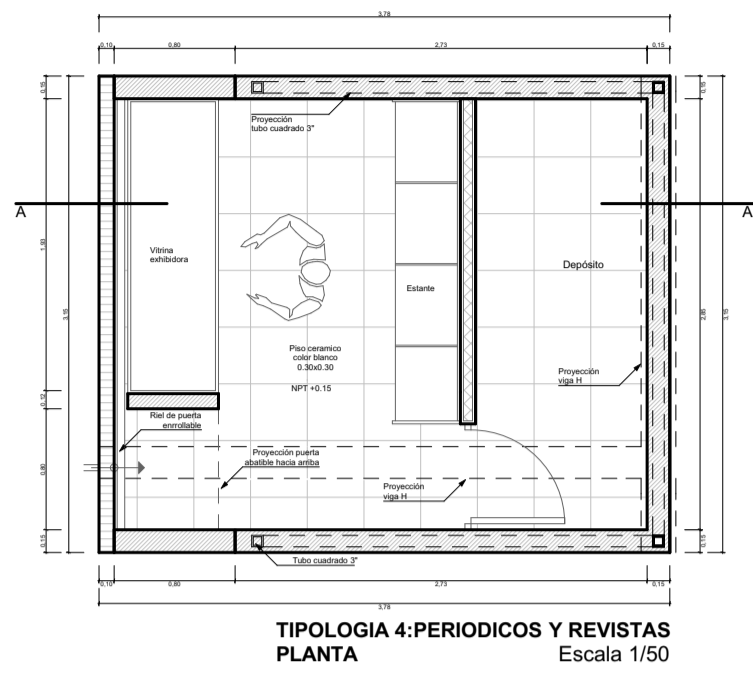 3,78
0,10 0,80 2,73 0,15
0,15
0,15
0,15
Proyección
tubo cuadrado 3"
A
A
1,93
Vitrina
exhibidora
Depósito
Estante
3,15
2,85
3,15
Piso ceramico
color blanco
0.30x0.30
NPT +0.15
Proyección
viga H
0,12
Riel de puerta
enrrollable
Proyección puerta
abatible hacia arriba
0,80
Proyección
viga H
0,15
0,15
Tubo cuadrado 3"
0,10 0,80 2,73 0,15
3,78
TIPOLOGIA 4:PERIODICOS Y REVISTAS
PLANTA Escala 1/50